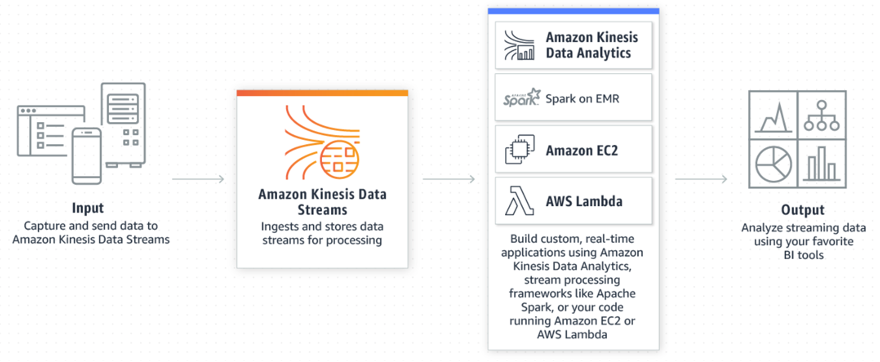 Input
Capture and send data to
Amazon Kinesis Data Streams
Amazon Kinesis Data
Streams
Ingests and stores data
streams for processing
Amazon Kinesis
Data Analytics
APACHE
Spark
Spark on EMR
Amazon EC2
AWS Lambda
Build custom, real-time
applications using Amazon
Kinesis Data Analytics,
stream processing
frameworks like Apache
Spark, or your code
running Amazon EC2 or
AWS Lambda
Output
Analyze streaming data
using your favorite
BI tools